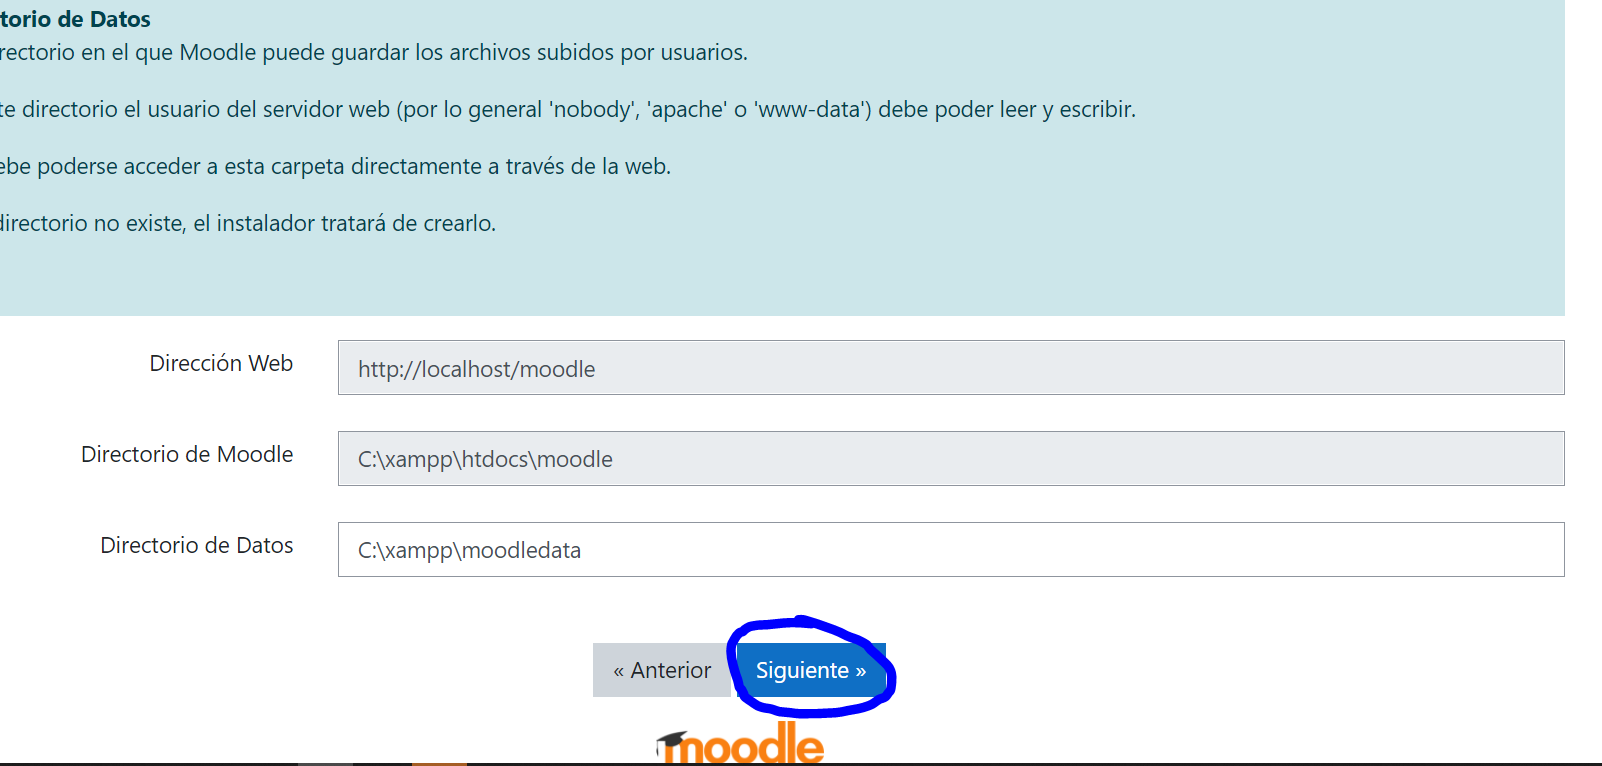 torio de Datos
rectorio en el que Moodle puede guardar los archivos subidos por usuarios.
te directorio el usuario del servidor web (por lo general 'nobody', 'apache' o 'www-data') debe poder leer y escribir.
ebe poderse acceder a esta carpeta directamente a través de la web.
directorio no existe, el instalador tratará de crearlo.
Dirección Web
http://localhost/moodle
Directorio de Moodle
C:\xampp\htdocs\moodle
Directorio de Datos
C:\xampp\moodledata
« Anterior
Siguiente »
moodle